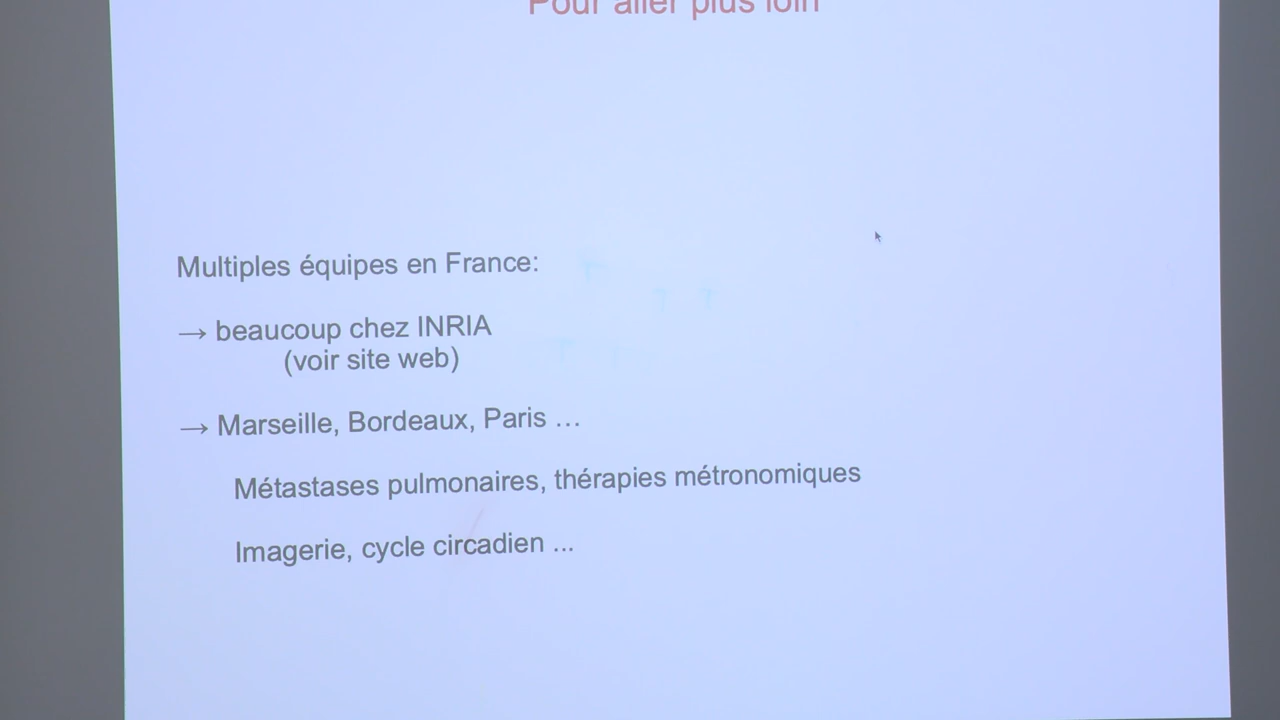 Pour aller plus loin
Multiples équipes en France:
→ beaucoup chez INRIA
(voir site web)
→ Marseille, Bordeaux, Paris …
Métastases pulmonaires, thérapies métronomiques
Imagerie, cycle circadien ...